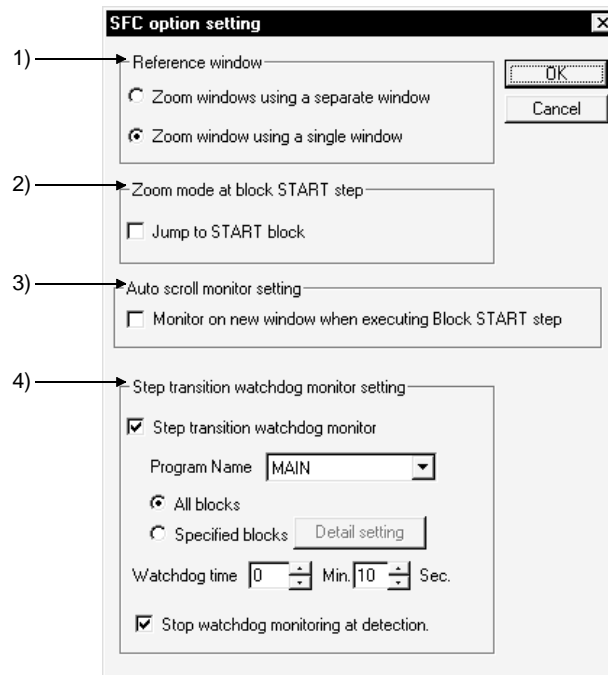 SFC option setting
1)
Reference window
OK
Zoom windows using a separate window
Cancel
Zoom window using a single window
2)
Zoom mode at block START step
Jump to START block
3)
Auto scroll monitor setting
Monitor on new window when executing Block START step
4)
Step transition watchdog monitor setting
Step transition watchdog monitor
Program Name MAIN
All blocks
Specified blocks Detail setting
Watchdog time 0 Min. 10 Sec.
Stop watchdog monitoring at detection.